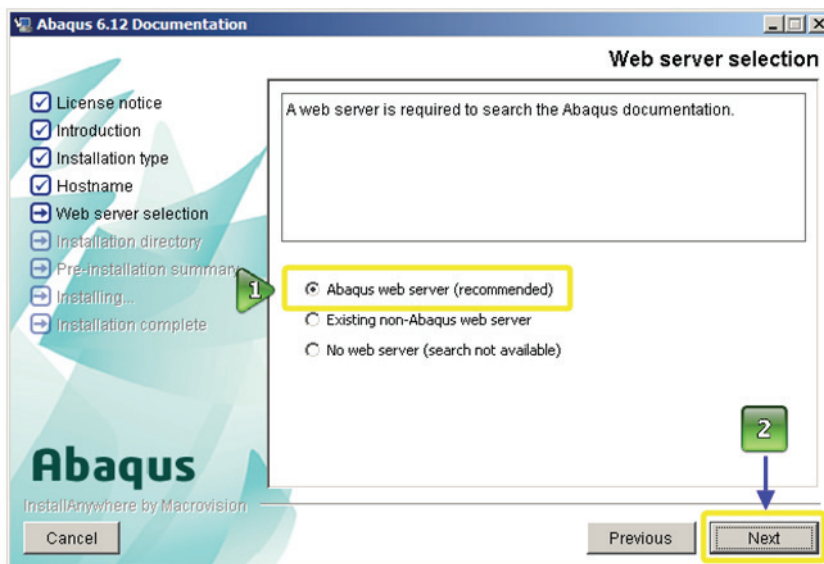 Abaqus 6.12 Documentation
Web server selection
License notice
Introduction
Installation type
Hostname
Web server selection
Installation directory
Pre-installation summary
Installing...
Installation complete
A web server is required to search the Abaqus documentation.
1
Abaqus web server (recommended)
Existing non-Abaqus web server
No web server (search not available)
2
Abaqus
InstallAnywhere by Macrovision
Cancel
Previous
Next